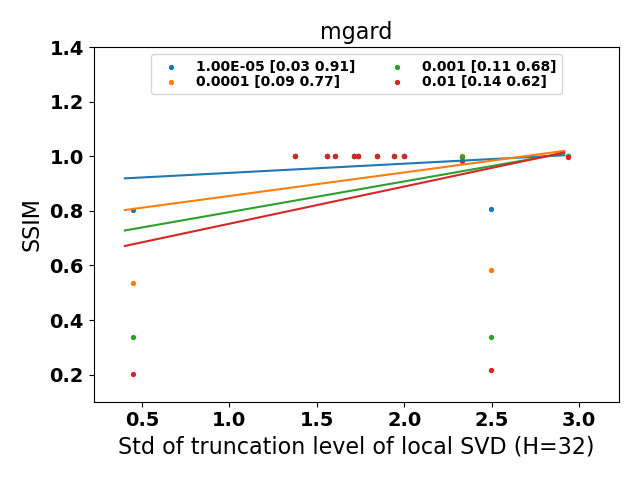 mgard
1.4
1.2
1.0
0.8
0.6
0.4
0.2
SSIM
1.00E-05 [0.03 0.91]
0.0001 [0.09 0.77]
0.001 [0.11 0.68]
0.01 [0.14 0.62]
0.5 1.0 1.5 2.0 2.5 3.0
Std of truncation level of local SVD (H=32)